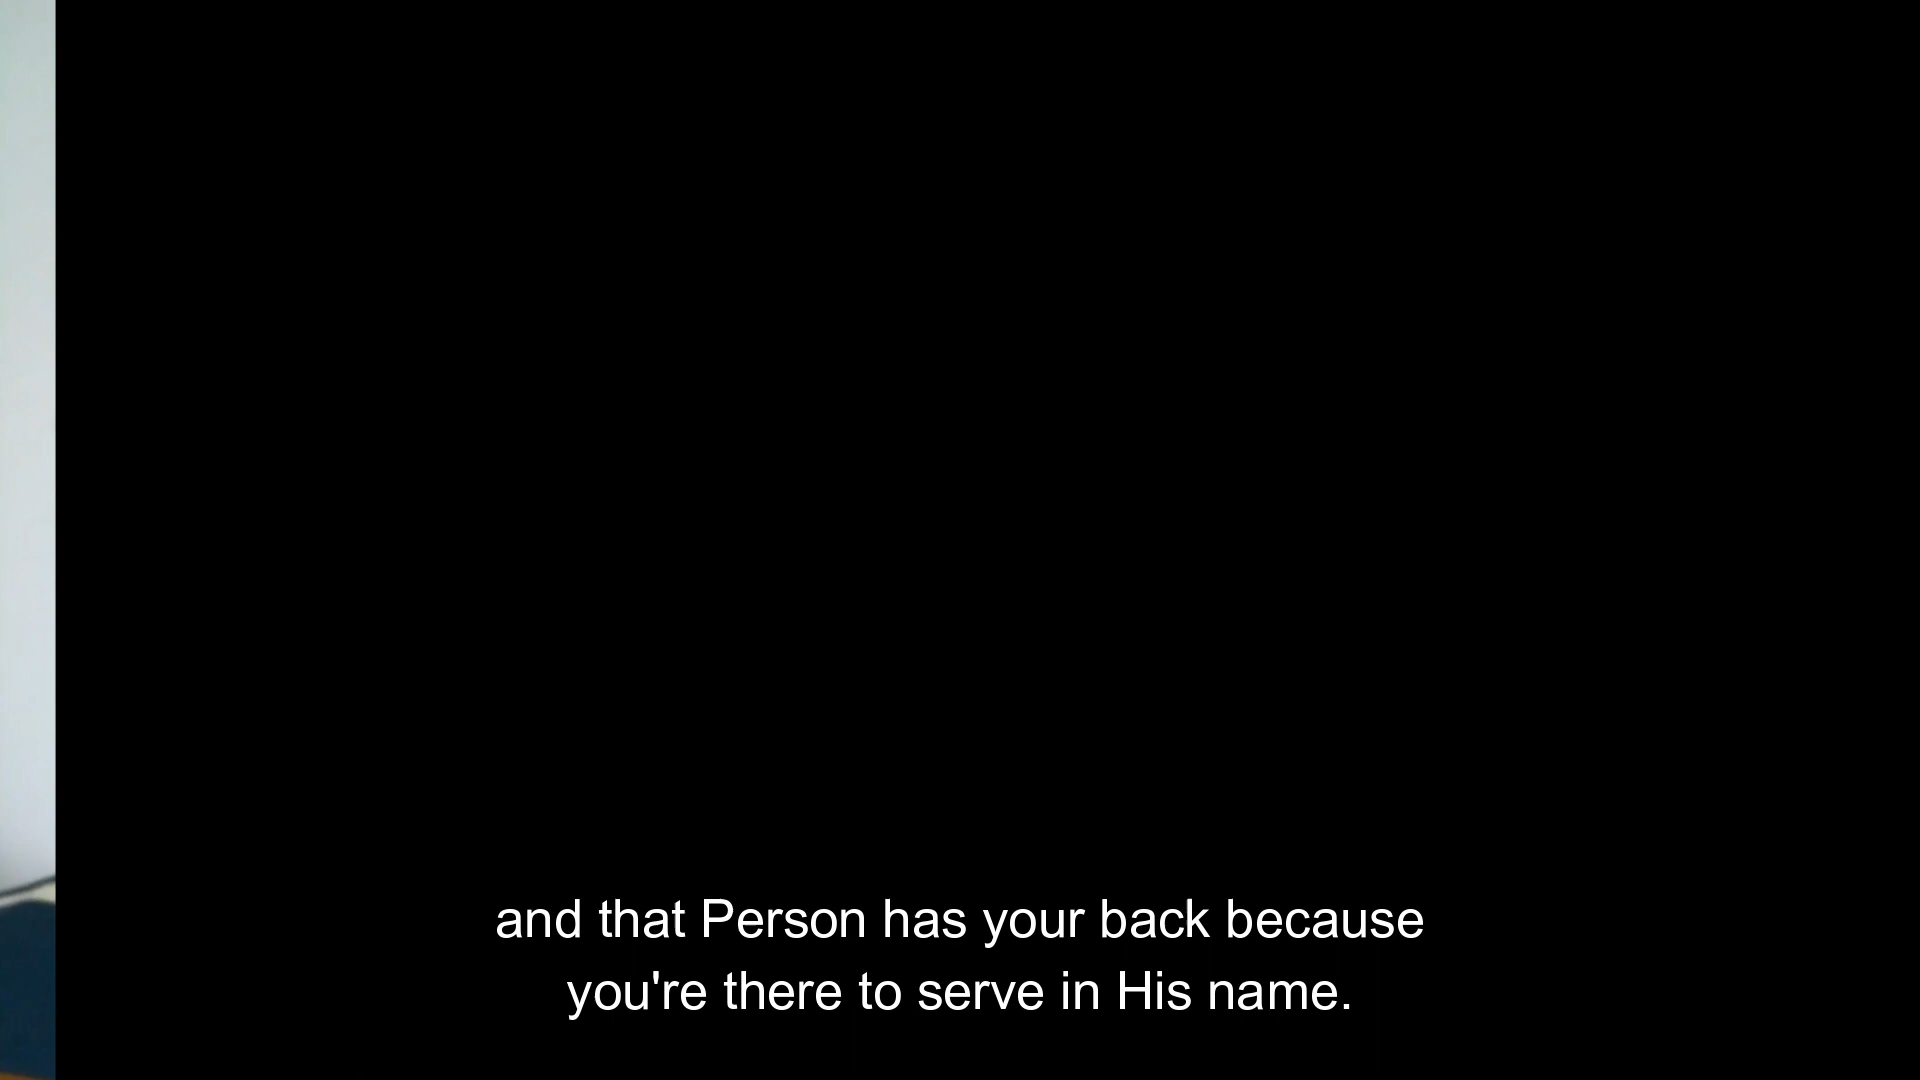 and that Person has your back because
you're there to serve in His name.